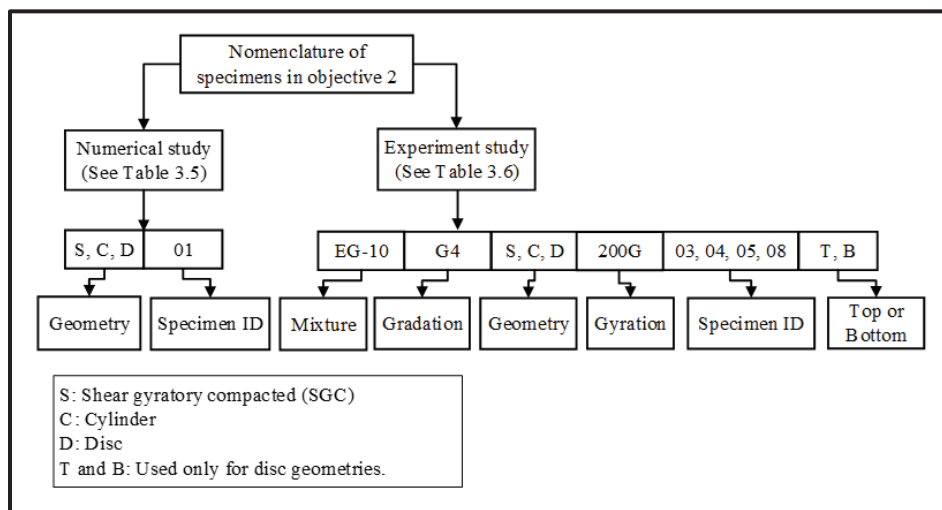 Nomenclature of
specimens in objective 2
Numerical study
(See Table 3.5)
Experiment study
(See Table 3.6)
S, C, D
01
EG-10
G4
S, C, D
200G
03, 04, 05, 08
T, B
Geometry
Specimen ID
Mixture
Gradation
Geometry
Gyration
Specimen ID
Top or
Bottom
S: Shear gyratory compacted (SGC)
C: Cylinder
D: Disc
T and B: Used only for disc geometries.